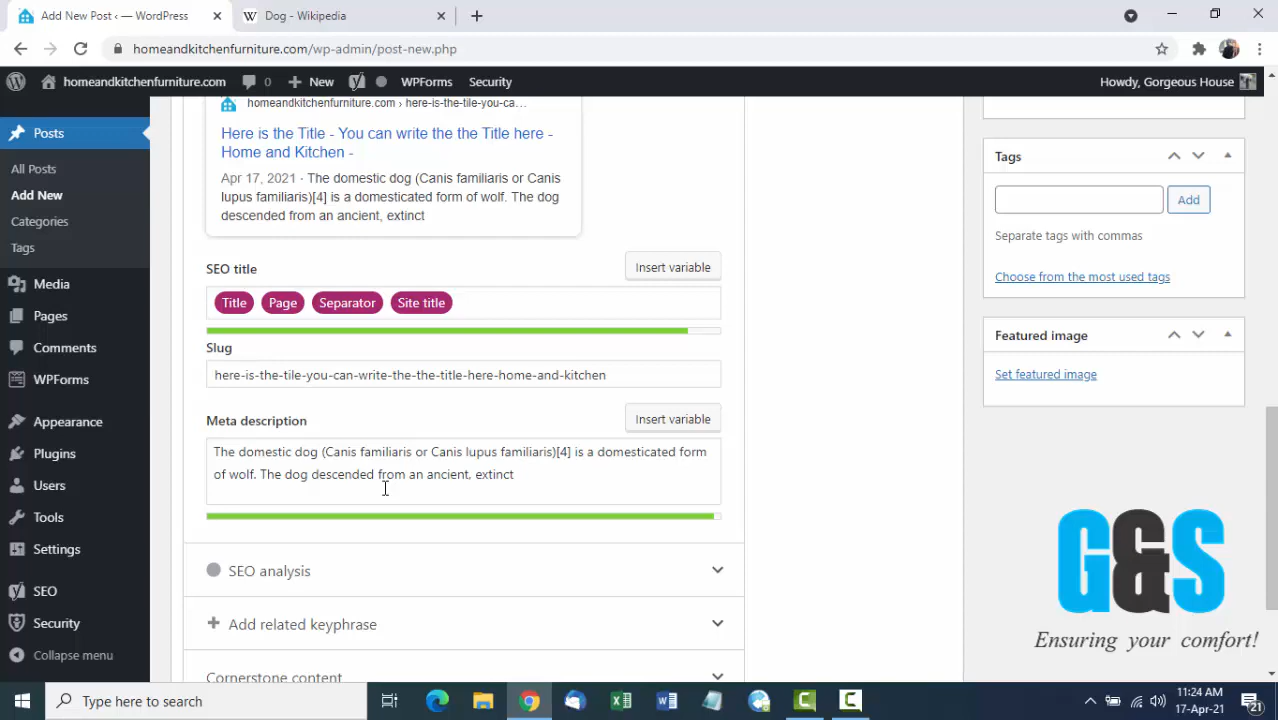 Add New Post ‹ — WordPress
Dog - Wikipedia
homeandkitchenfurniture.com/wp-admin/post-new.php
homeandkitchenfurniture.com
0
New
WPForms
Security
Howdy, Gorgeous House
Posts
All Posts
Add New
Categories
Tags
Media
Pages
Comments
WPForms
Appearance
Plugins
Users
Tools
Settings
SEO
Security
Collapse menu
homeandkitchenfurniture.com › here-is-the-tile-you-ca...
Here is the Title - You can write the the Title here -
Home and Kitchen -
Apr 17, 2021 · The domestic dog (Canis familiaris or Canis
lupus familiaris)[4] is a domesticated form of wolf. The dog
descended from an ancient, extinct
SEO title
Insert variable
Title Page Separator Site title
Slug
here-is-the-tile-you-can-write-the-the-title-here-home-and-kitchen
Meta description
Insert variable
The domestic dog (Canis familiaris or Canis lupus familiaris)[4] is a domesticated form
of wolf. The dog descended from an ancient, extinct
SEO analysis
Add related keyphrase
Cornerstone content
Tags
Add
Separate tags with commas
Choose from the most used tags
Featured image
Set featured image
G&S
Ensuring your comfort!
Type here to search
11:24 AM
17-Apr-21
21